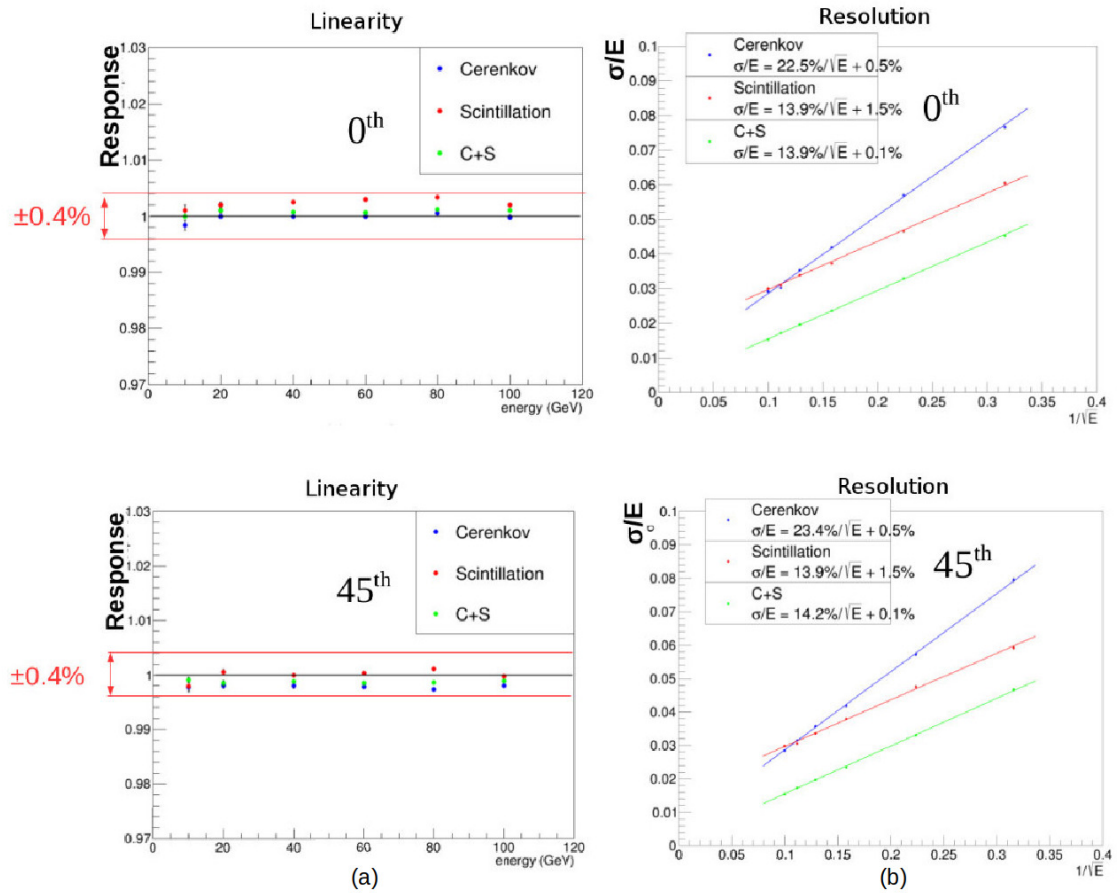 Linearity
Response
1.03
1.02
1.01
1
0.99
0.98
0.97
Cerenkov
Scintillation
C+S
0th
±0.4%
0 20 40 60 80 100 120
energy (GeV)
Resolution
σ/E
0.1
0.09
0.08
0.07
0.06
0.05
0.04
0.03
0.02
0.01
0
Cerenkov
σ/E = 22.5%/√E + 0.5%
Scintillation
σ/E = 13.9%/√E + 1.5%
C+S
σ/E = 13.9%/√E + 0.1%
0th
0 0.05 0.1 0.15 0.2 0.25 0.3 0.35 0.4
1/√E
Linearity
Response
1.03
1.02
1.01
1
0.99
0.98
0.97
Cerenkov
Scintillation
C+S
45th
±0.4%
0 20 40 60 80 100 120
energy (GeV)
(a)
Resolution
σ/E
σ
0.1
0.09
0.08
0.07
0.06
0.05
0.04
0.03
0.02
0.01
0
Cerenkov
σ/E = 23.4%/√E + 0.5%
Scintillation
σ/E = 13.9%/√E + 1.5%
C+S
σ/E = 14.2%/√E + 0.1%
45th
0 0.05 0.1 0.15 0.2 0.25 0.3 0.35 0.4
1/√E
(b)